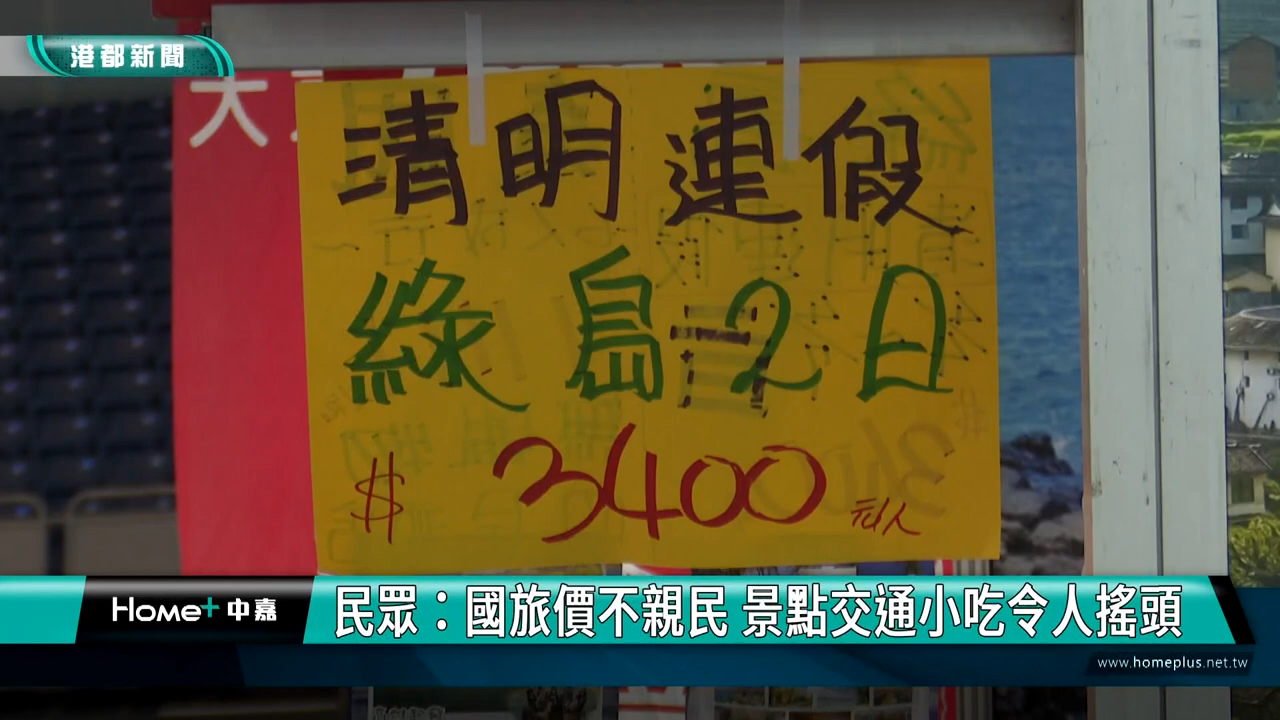 港都新聞
大
清明連假
綠島2日
$ 3400 元/人
Home+中嘉
民眾：國旅價不親民 景點交通小吃令人搖頭
www.homeplus.net.tw